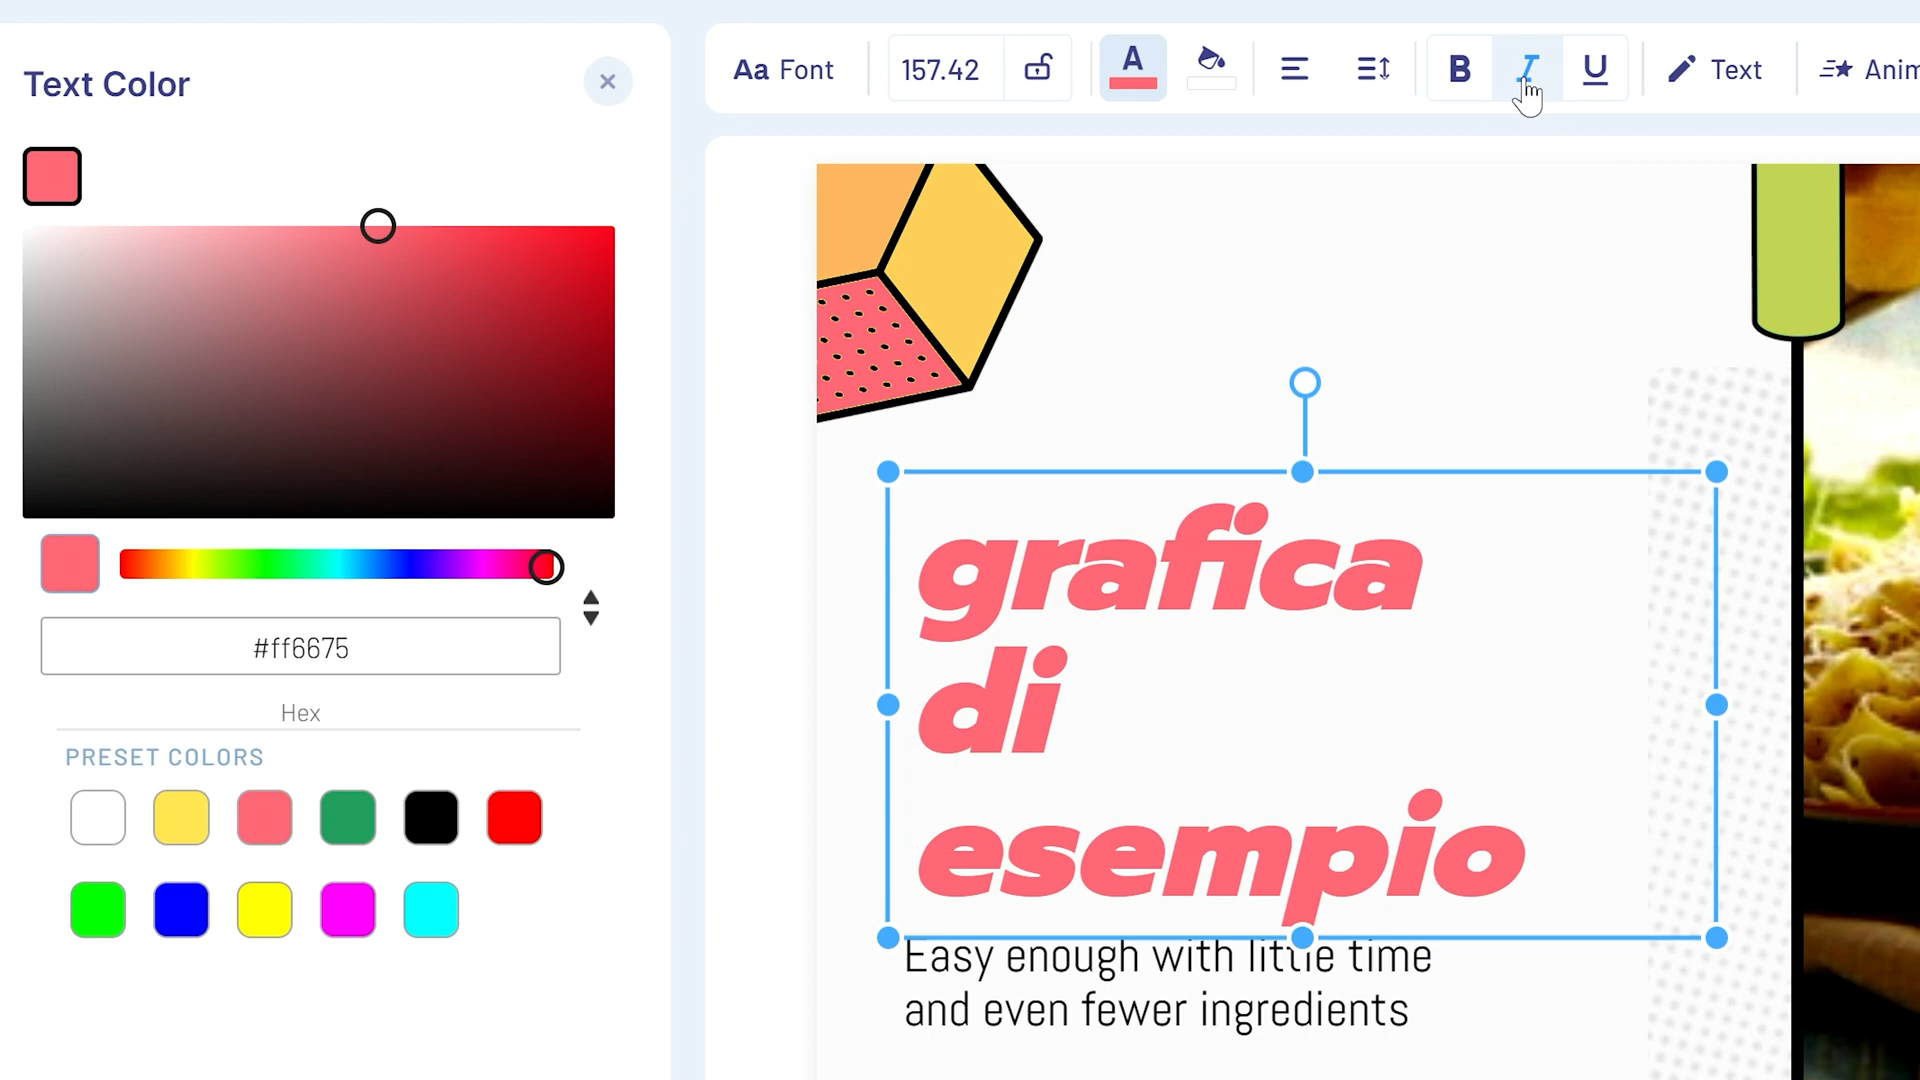 Text Color
Aa Font
157.42
A
B
I
U
Text
Anim
#ff6675
Hex
PRESET COLORS
grafica
di
esempio
Easy enough with little time
and even fewer ingredients